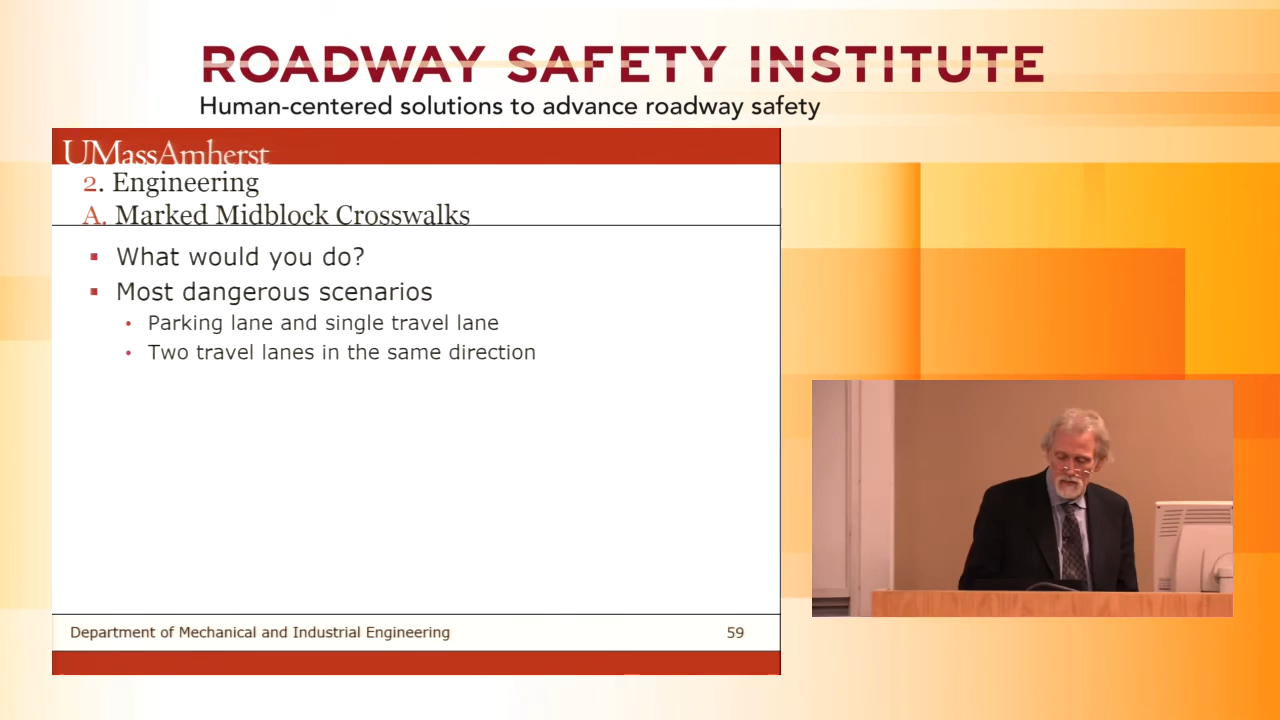 ROADWAY SAFETY INSTITUTE
Human-centered solutions to advance roadway safety
UMassAmherst
2. Engineering
A. Marked Midblock Crosswalks
What would you do?
Most dangerous scenarios
Parking lane and single travel lane
Two travel lanes in the same direction
Department of Mechanical and Industrial Engineering
59